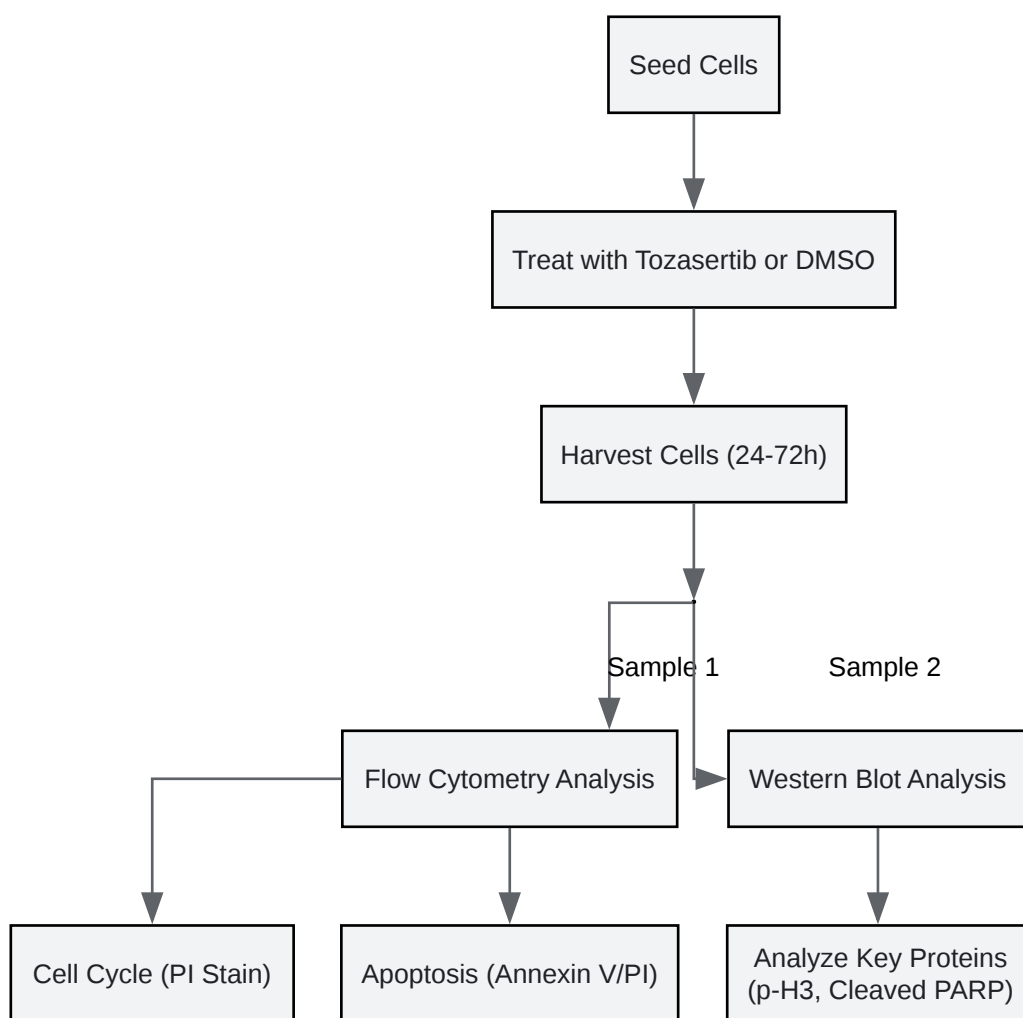 Seed Cells
Treat with Tozasertib or DMSO
Harvest Cells (24-72h)
Sample 1
Sample 2
Flow Cytometry Analysis
Western Blot Analysis
Cell Cycle (PI Stain)
Apoptosis (Annexin V/PI)
Analyze Key Proteins
(p-H3, Cleaved PARP)